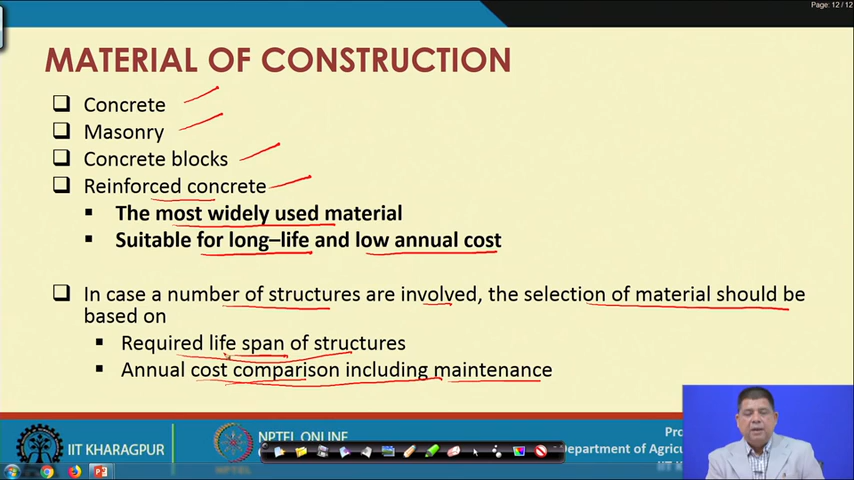 Page: 12 / 12
MATERIAL OF CONSTRUCTION
Concrete
Masonry
Concrete blocks
Reinforced concrete
The most widely used material
Suitable for long–life and low annual cost
In case a number of structures are involved, the selection of material should be
based on
Required life span of structures
Annual cost comparison including maintenance
IIT KHARAGPUR
NPTEL ONLINE
Department of